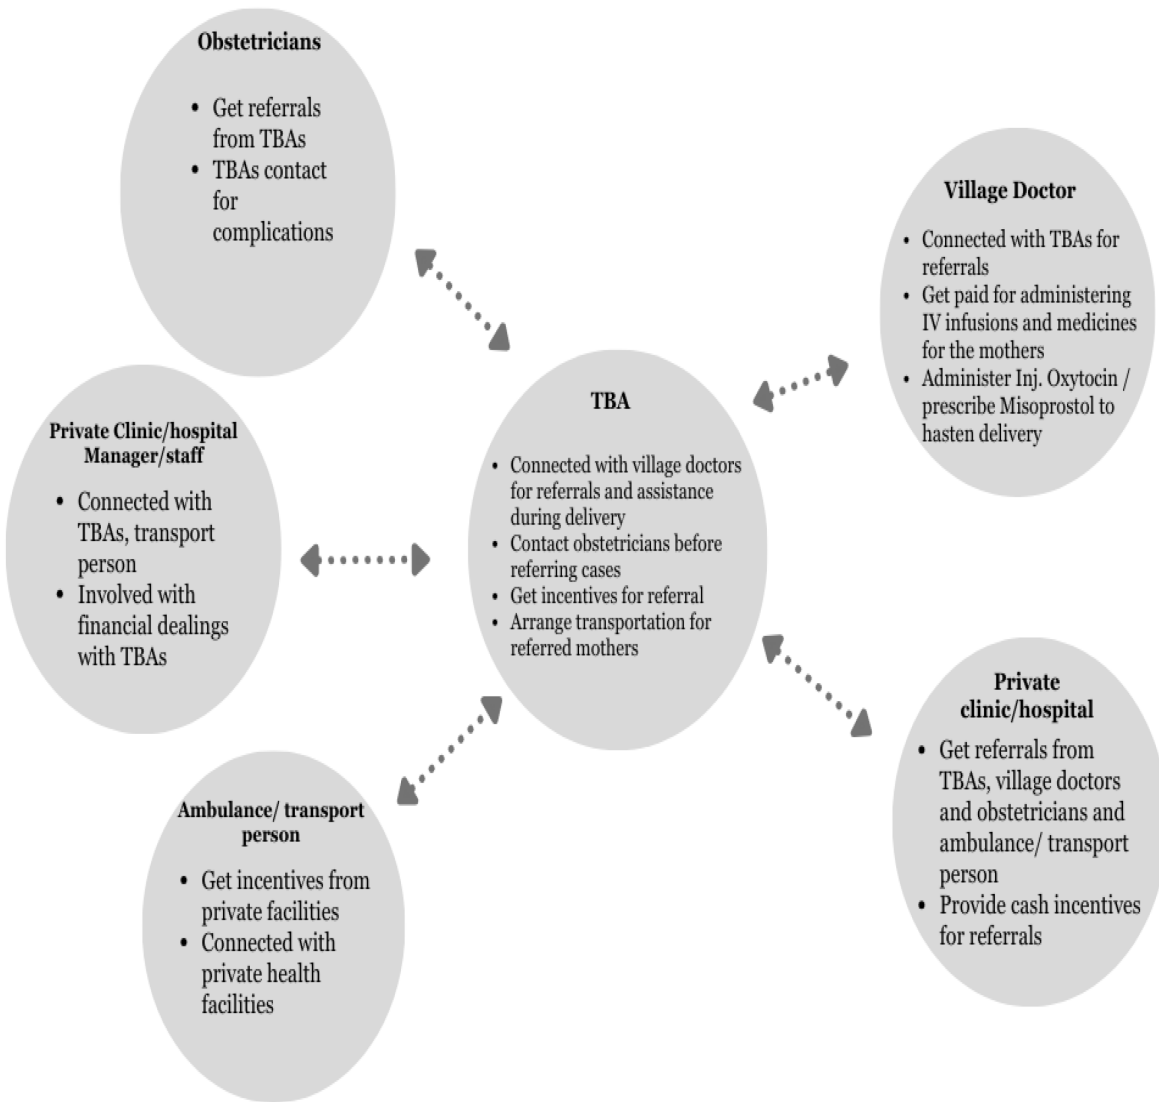 Obstetricians
• Get referrals
from TBAs
• TBAs contact
for
complications
Village Doctor
• Connected with TBAs for
referrals
• Get paid for administering
IV infusions and medicines
for the mothers
• Administer Inj. Oxytocin /
prescribe Misoprostol to
hasten delivery
Private Clinic/hospital
Manager/staff
• Connected with
TBAs, transport
person
• Involved with
financial dealings
with TBAs
TBA
• Connected with village doctors
for referrals and assistance
during delivery
• Contact obstetricians before
referring cases
• Get incentives for referral
• Arrange transportation for
referred mothers
Ambulance/ transport
person
• Get incentives from
private facilities
• Connected with
private health
facilities
Private
clinic/hospital
• Get referrals from
TBAs, village doctors
and obstetricians and
ambulance/ transport
person
• Provide cash incentives
for referrals